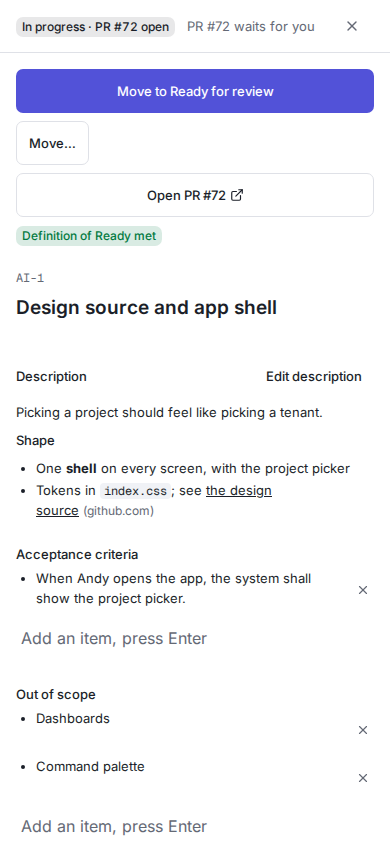 In progress · PR #72 open PR #72 waits for you
Move to Ready for review
Move...
Open PR #72
Definition of Ready met
AI-1
Design source and app shell
Description Edit description
Picking a project should feel like picking a tenant.
Shape
• One shell on every screen, with the project picker
• Tokens in index.css; see the design
source (github.com)
Acceptance criteria
• When Andy opens the app, the system shall
show the project picker.
Add an item, press Enter
Out of scope
• Dashboards
• Command palette
Add an item, press Enter